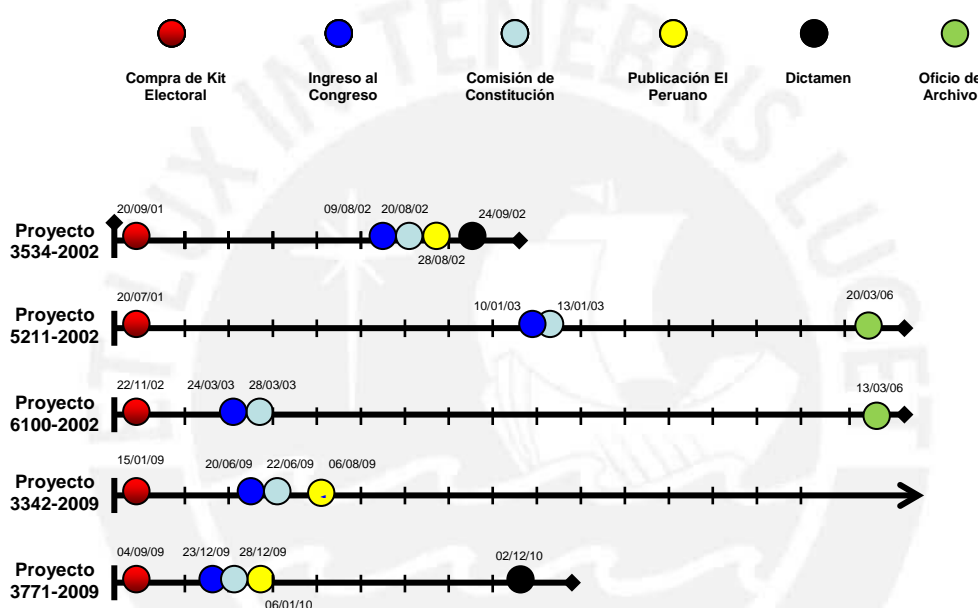 Compra de Kit
Electoral
Ingreso al
Congreso
Comisión de
Constitución
Publicación El
Peruano
Dictamen
Oficio de
Archivo
20/09/01
09/08/02
20/08/02
24/09/02
Proyecto
3534-2002
28/08/02
20/07/01
10/01/03
13/01/03
20/03/06
Proyecto
5211-2002
22/11/02
24/03/03
28/03/03
13/03/06
Proyecto
6100-2002
15/01/09
20/06/09
22/06/09
06/08/09
Proyecto
3342-2009
04/09/09
23/12/09
28/12/09
02/12/10
Proyecto
3771-2009
06/01/10
ET LUX IN TENEBRIS LUCET